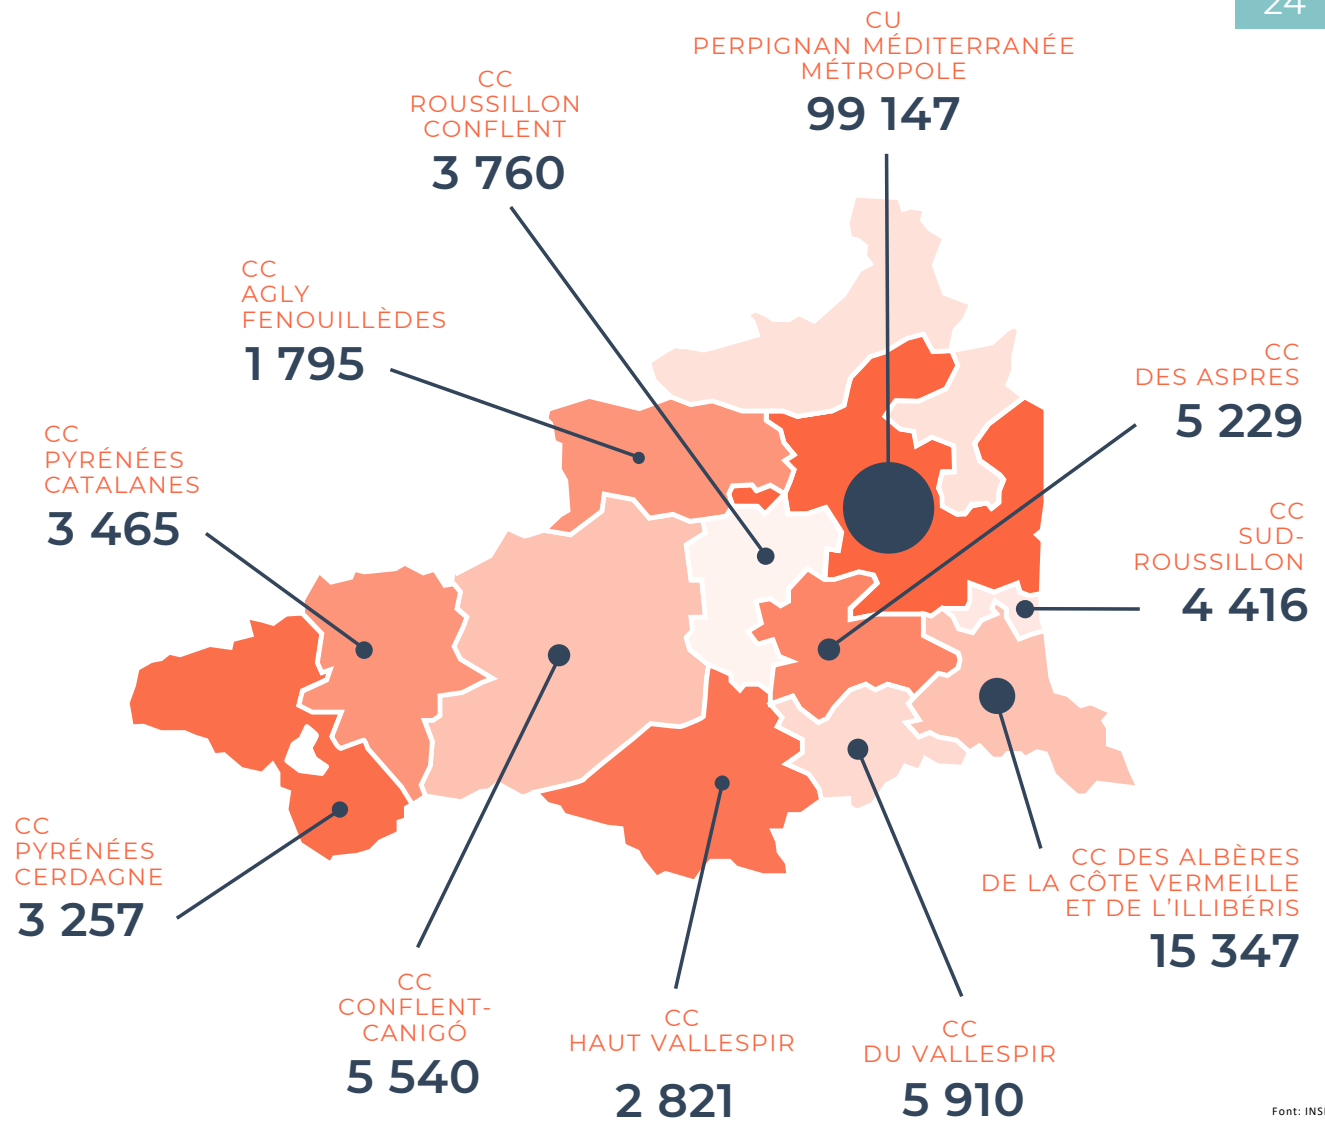 24
CU
PERPIGNAN MÉDITERRANÉE
MÉTROPOLE
99 147
CC
ROUSSILLON
CONFLENT
3 760
CC
AGLY
FENOUILLÈDES
1 795
CC
DES ASPRES
5 229
CC
PYRÉNÉES
CATALANES
3 465
CC
SUD-
ROUSSILLON
4 416
CC
PYRÉNÉES
CERDAGNE
3 257
CC DES ALBÈRES
DE LA CÔTE VERMEILLE
ET DE L'ILLIBÉRIS
15 347
CC
CONFLENT-
CANIGÓ
5 540
CC
HAUT VALLESPIR
2 821
CC
DU VALLESPIR
5 910
Font: